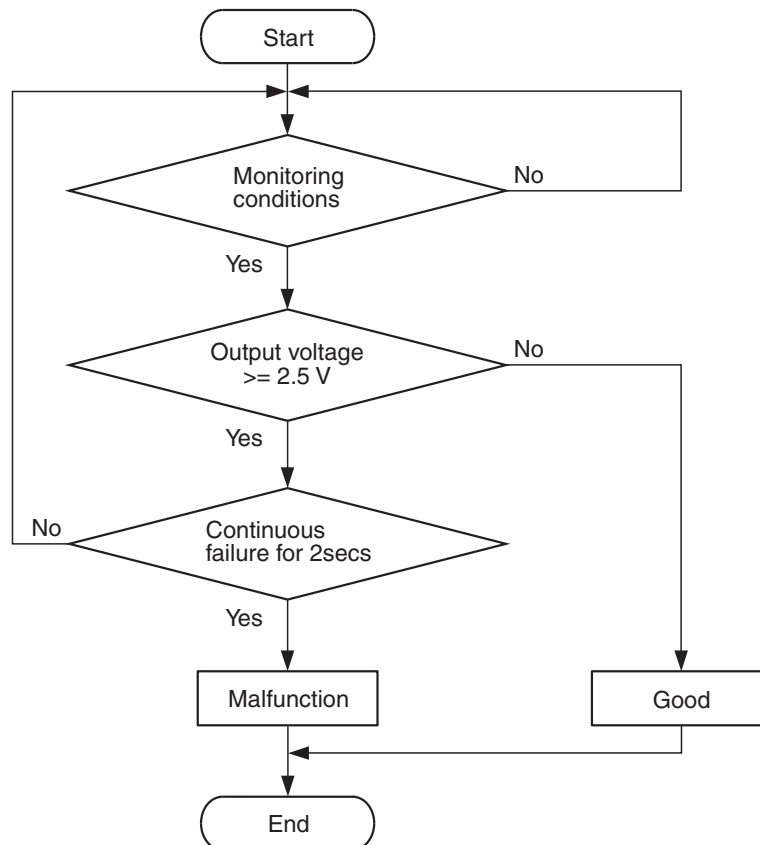 Start
Monitoring
conditions
No
Yes
Output voltage
>= 2.5 V
No
Yes
No
Continuous
failure for 2secs
Yes
Malfunction
Good
End